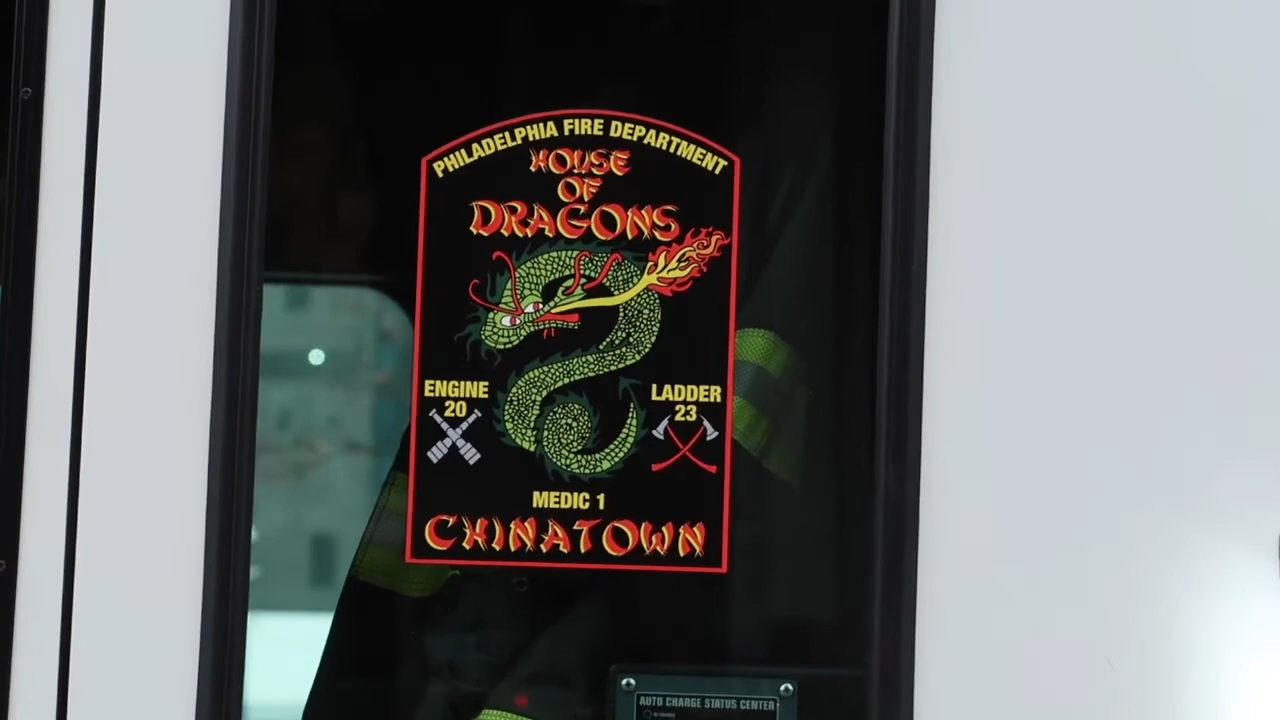 PHILADELPHIA FIRE DEPARTMENT
HOUSE
OF
DRAGONS
ENGINE
20
LADDER
23
MEDIC 1
CHINATOWN
AUTO CHARGE STATUS CENTER